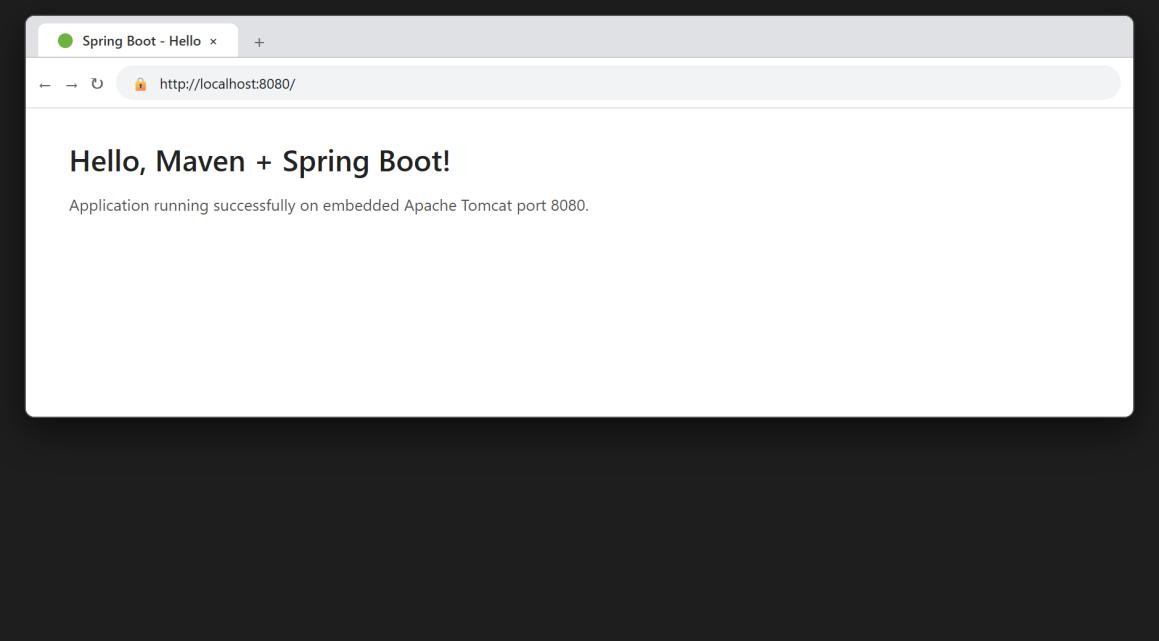 Spring Boot - Hello ×
+
← → ↻ http://localhost:8080/
Hello, Maven + Spring Boot!
Application running successfully on embedded Apache Tomcat port 8080.